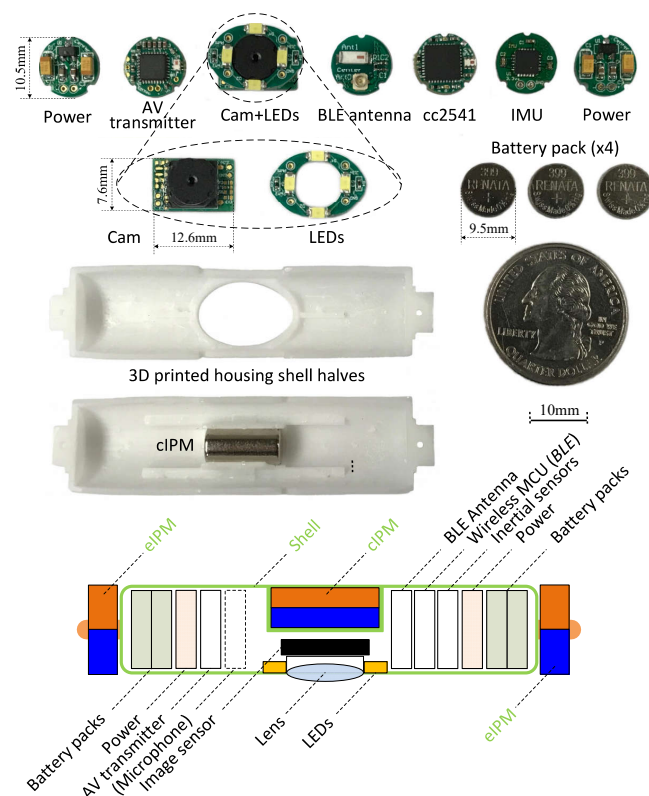 10.5mm
Power
AV
transmitter
Cam+LEDs
BLE antenna
cc2541
IMU
Power
Ant1
IMU
Battery pack (x4)
7.6mm
Cam
12.6mm
LEDs
399
RENATA
399
RENATA
399
RENATA
9.5mm
UNITED STATES OF AMERICA
LIBERTY
IN
GOD WE
TRUST
P
QUARTER DOLLAR
3D printed housing shell halves
10mm
cIPM
eIPM
Shell
cIPM
BLE Antenna
Wireless MCU (BLE)
Inertial sensors
Power
Battery packs
Battery packs
Power
AV transmitter
(Microphone)
Image sensor
Lens
LEDs
eIPM